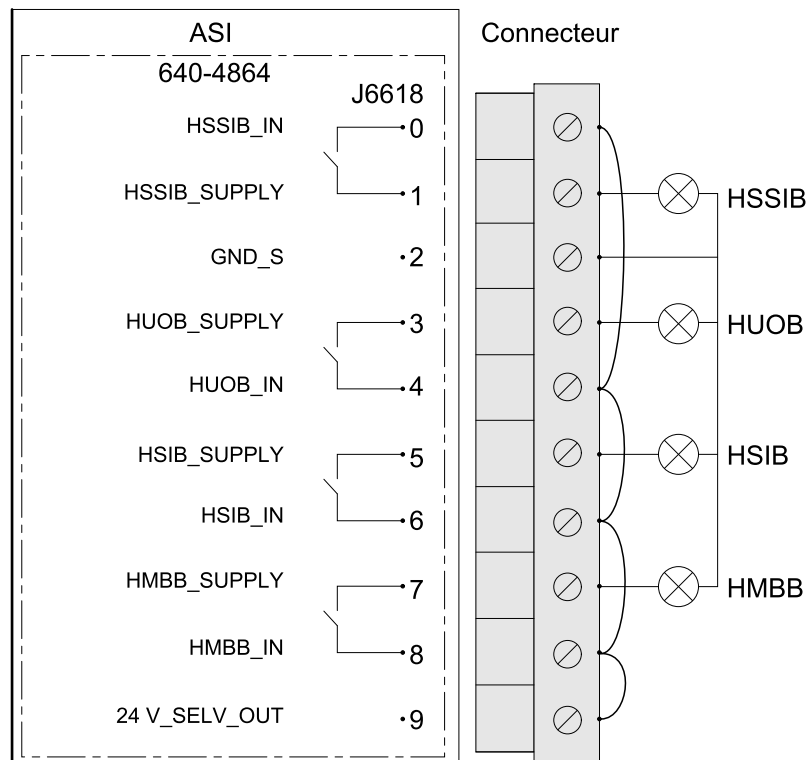 ASI
Connecteur
640-4864
J6618
HSSIB_IN 0
HSSIB_SUPPLY 1 HSSIB
GND_S 2
HUOB_SUPPLY 3 HUOB
HUOB_IN 4
HSIB_SUPPLY 5 HSIB
HSIB_IN 6
HMBB_SUPPLY 7 HMBB
HMBB_IN 8
24 V_SELV_OUT 9